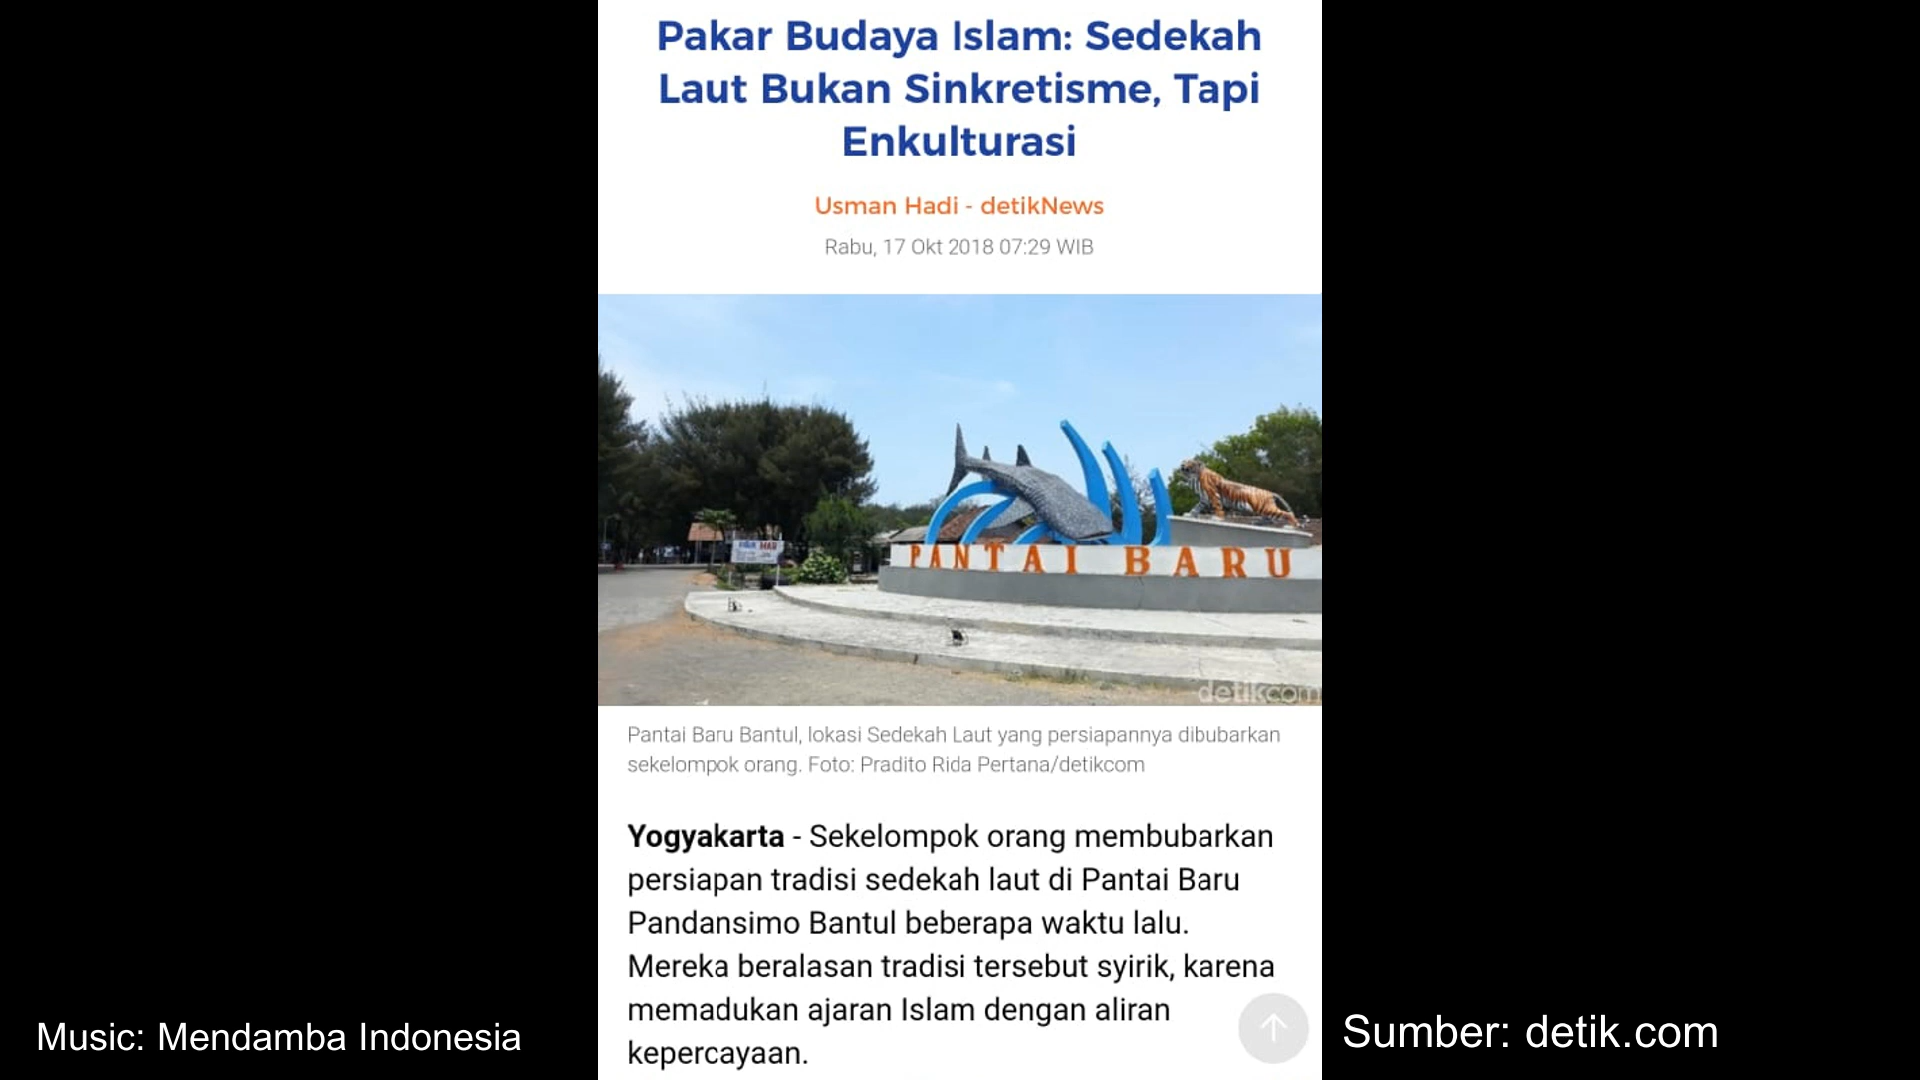 Pakar Budaya Islam: Sedekah
Laut Bukan Sinkretisme, Tapi
Enkulturasi
Usman Hadi - detikNews
Rabu, 17 Okt 2018 07:29 WIB
PANTAI BARU
detikcom
Pantai Baru Bantul, lokasi Sedekah Laut yang persiapannya dibubarkan
sekelompok orang. Foto: Pradito Rida Pertana/detikcom
Yogyakarta - Sekelompok orang membubarkan
persiapan tradisi sedekah laut di Pantai Baru
Pandansimo Bantul beberapa waktu lalu.
Mereka beralasan tradisi tersebut syirik, karena
memadukan ajaran Islam dengan aliran
kepercayaan.
Music: Mendamba Indonesia
Sumber: detik.com